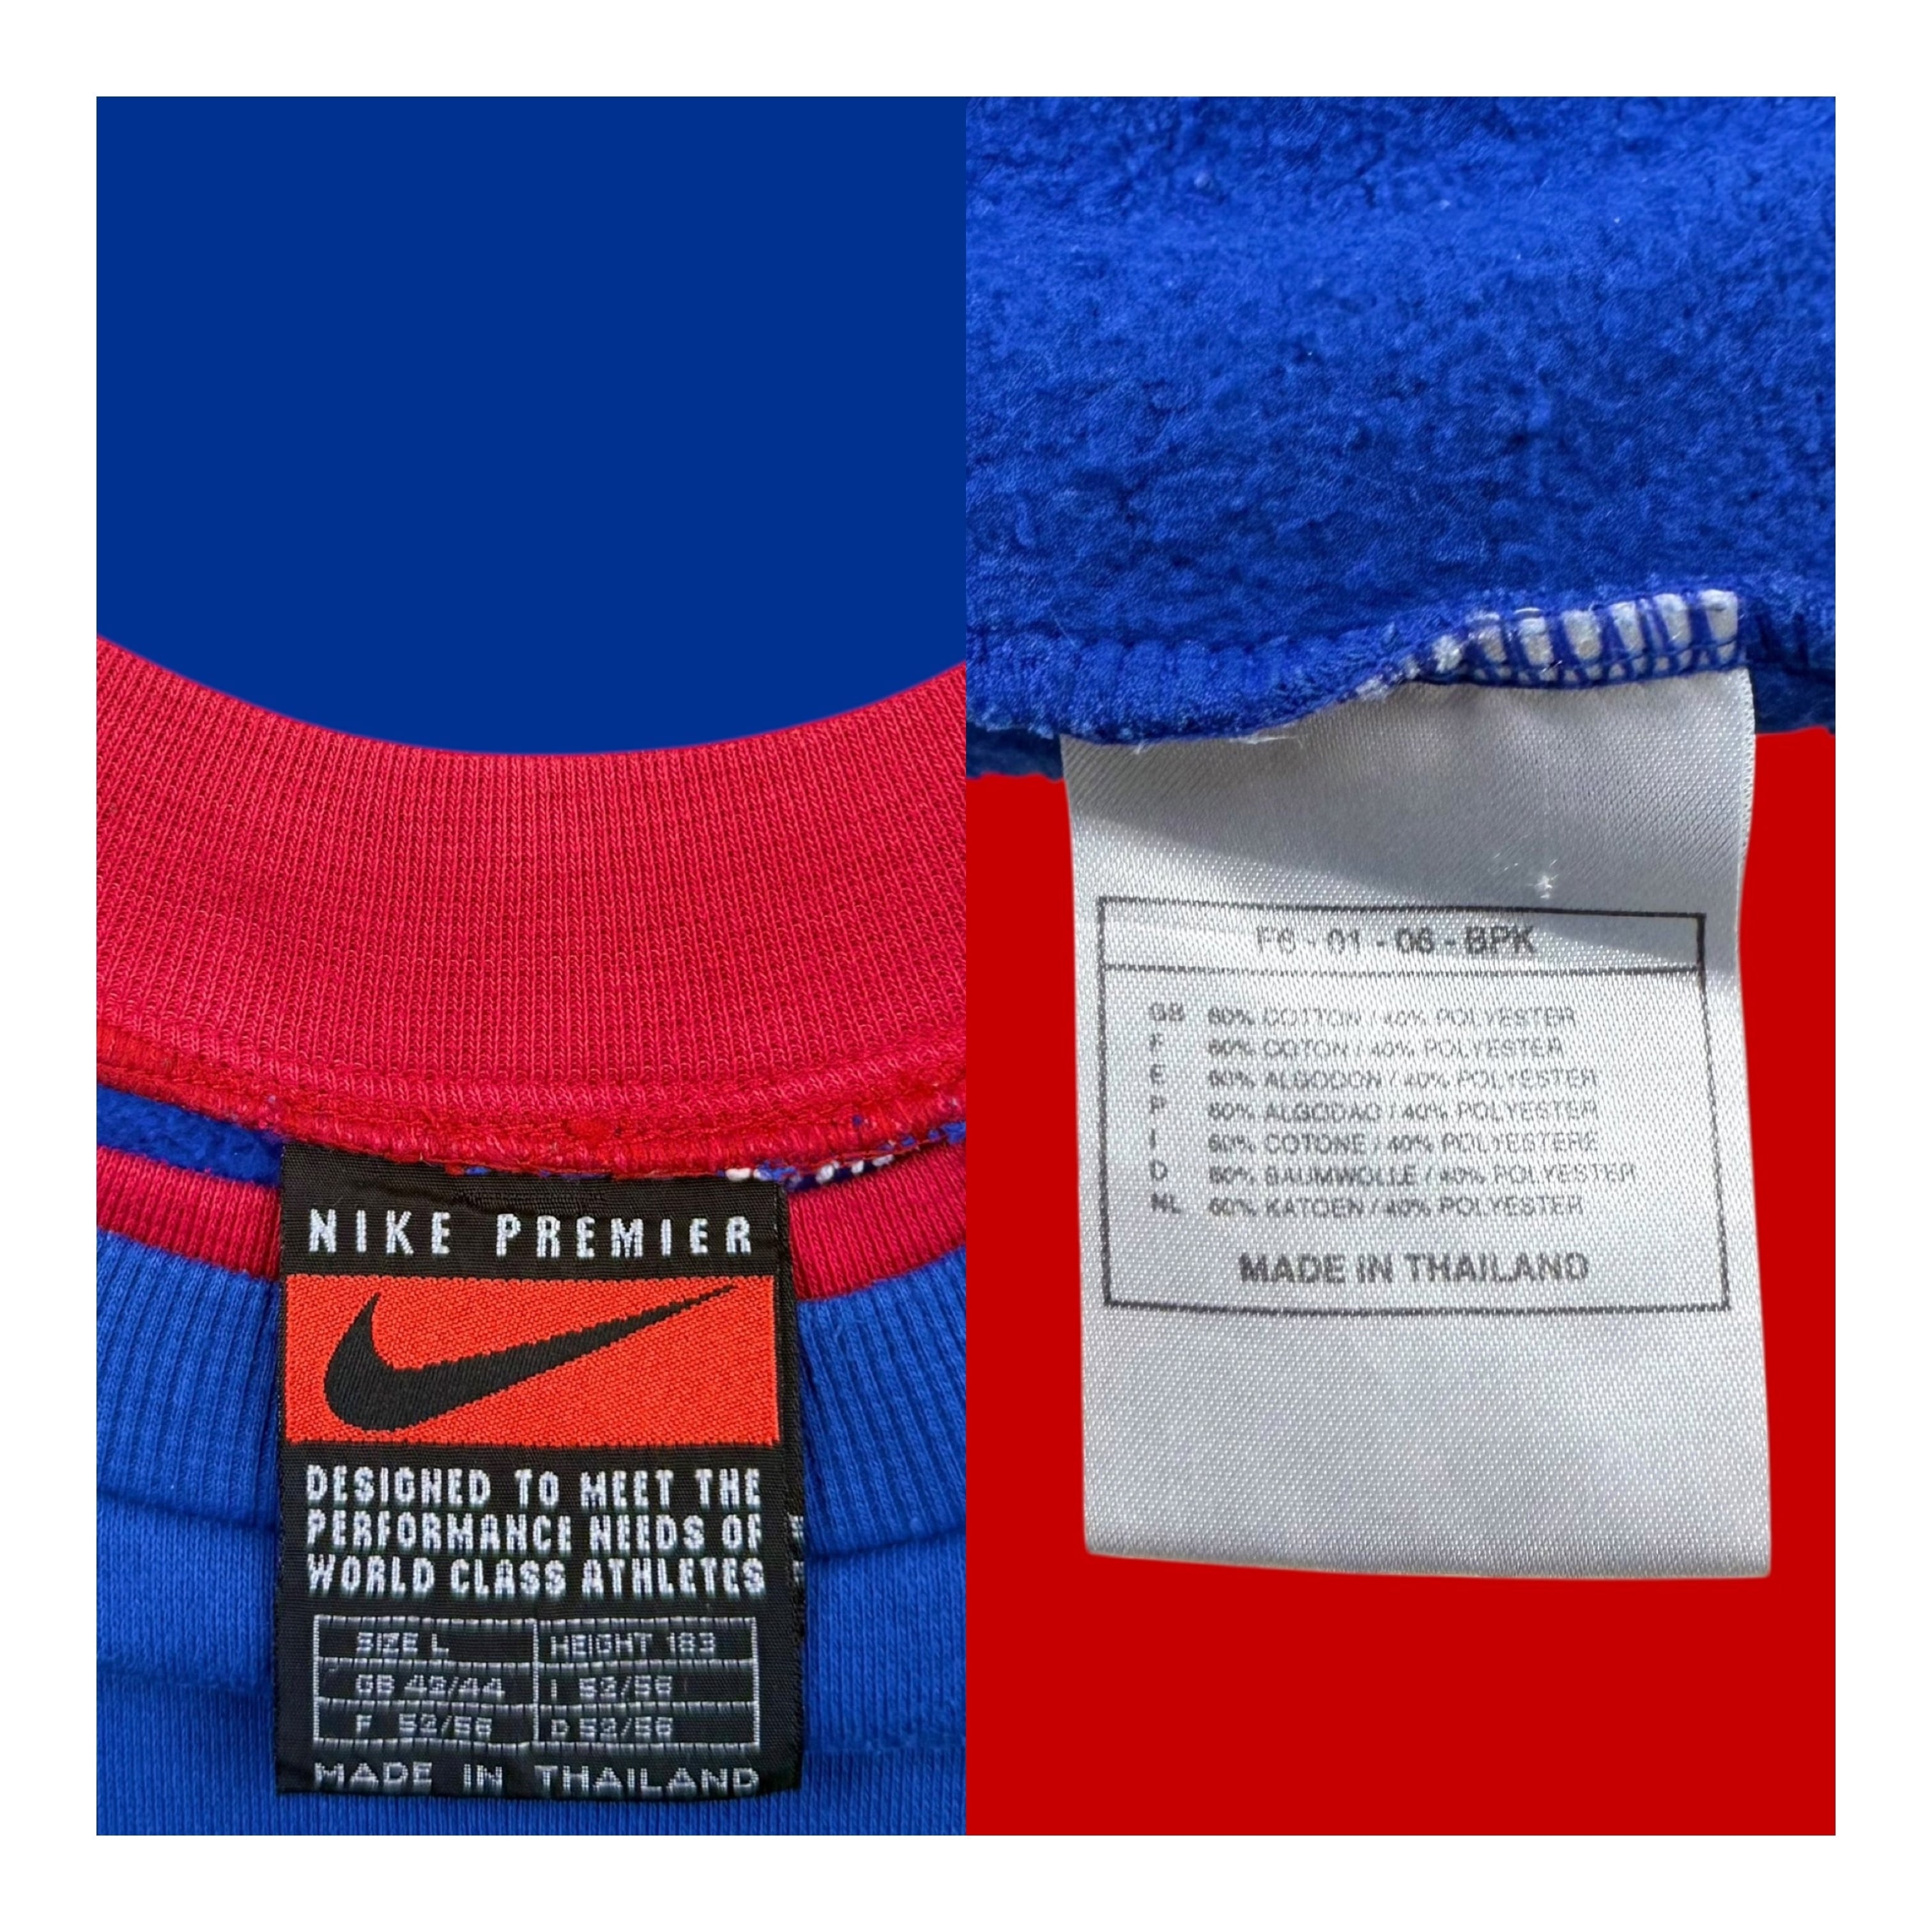 NIKE PREMIER
DESIGNED TO MEET THE
PERFORMANCE NEEDS OF
WORLD CLASS ATHLETES
SIZE L HEIGHT 183
GB 42/44 I 52/56
F 52/56 D 52/56
MADE IN THAILAND
F6 - 01 - 06 - BPK
GB 60% COTTON / 40% POLYESTER
F 60% COTON / 40% POLYESTER
E 60% ALGODON / 40% POLYESTER
P 60% ALGODAO / 40% POLYESTER
I 60% COTONE / 40% POLYESTERE
D 60% BAUMWOLLE / 40% POLYESTER
NL 60% KATOEN / 40% POLYESTER
MADE IN THAILAND